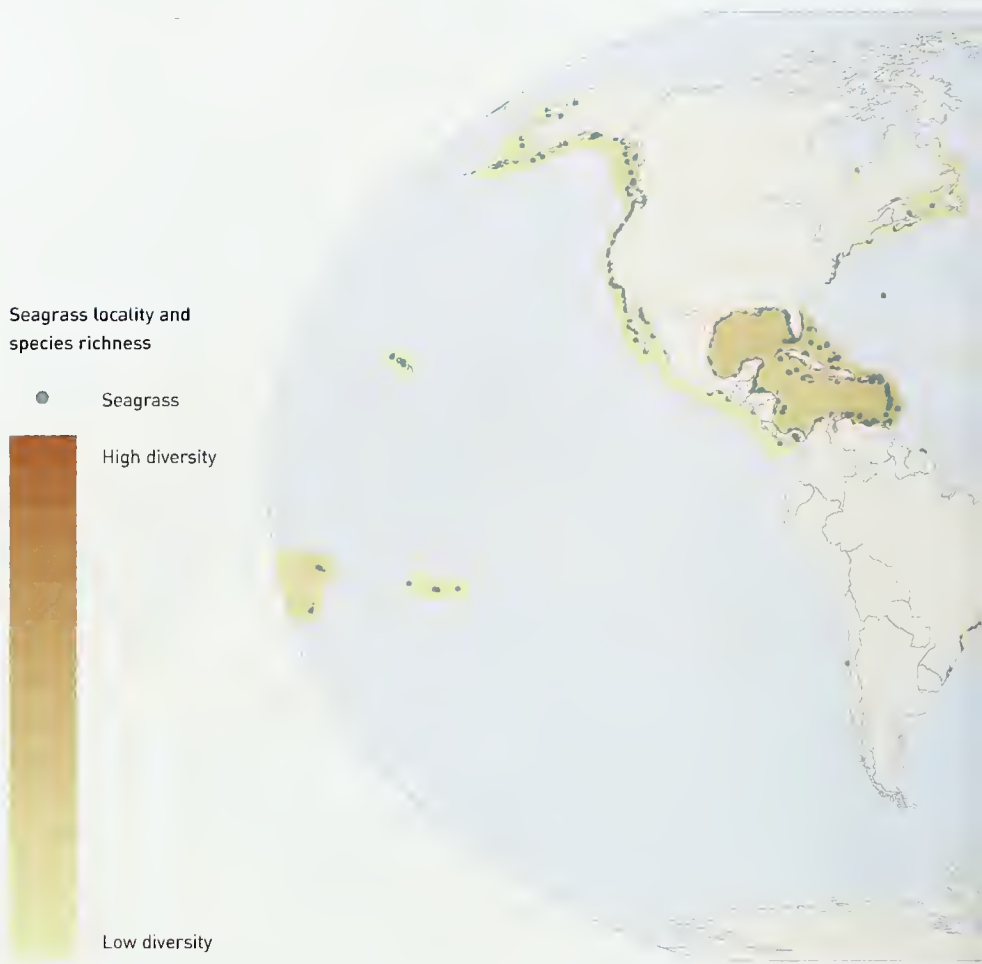 Seagrass locality and
species richness
Seagrass
High diversity
Low diversity